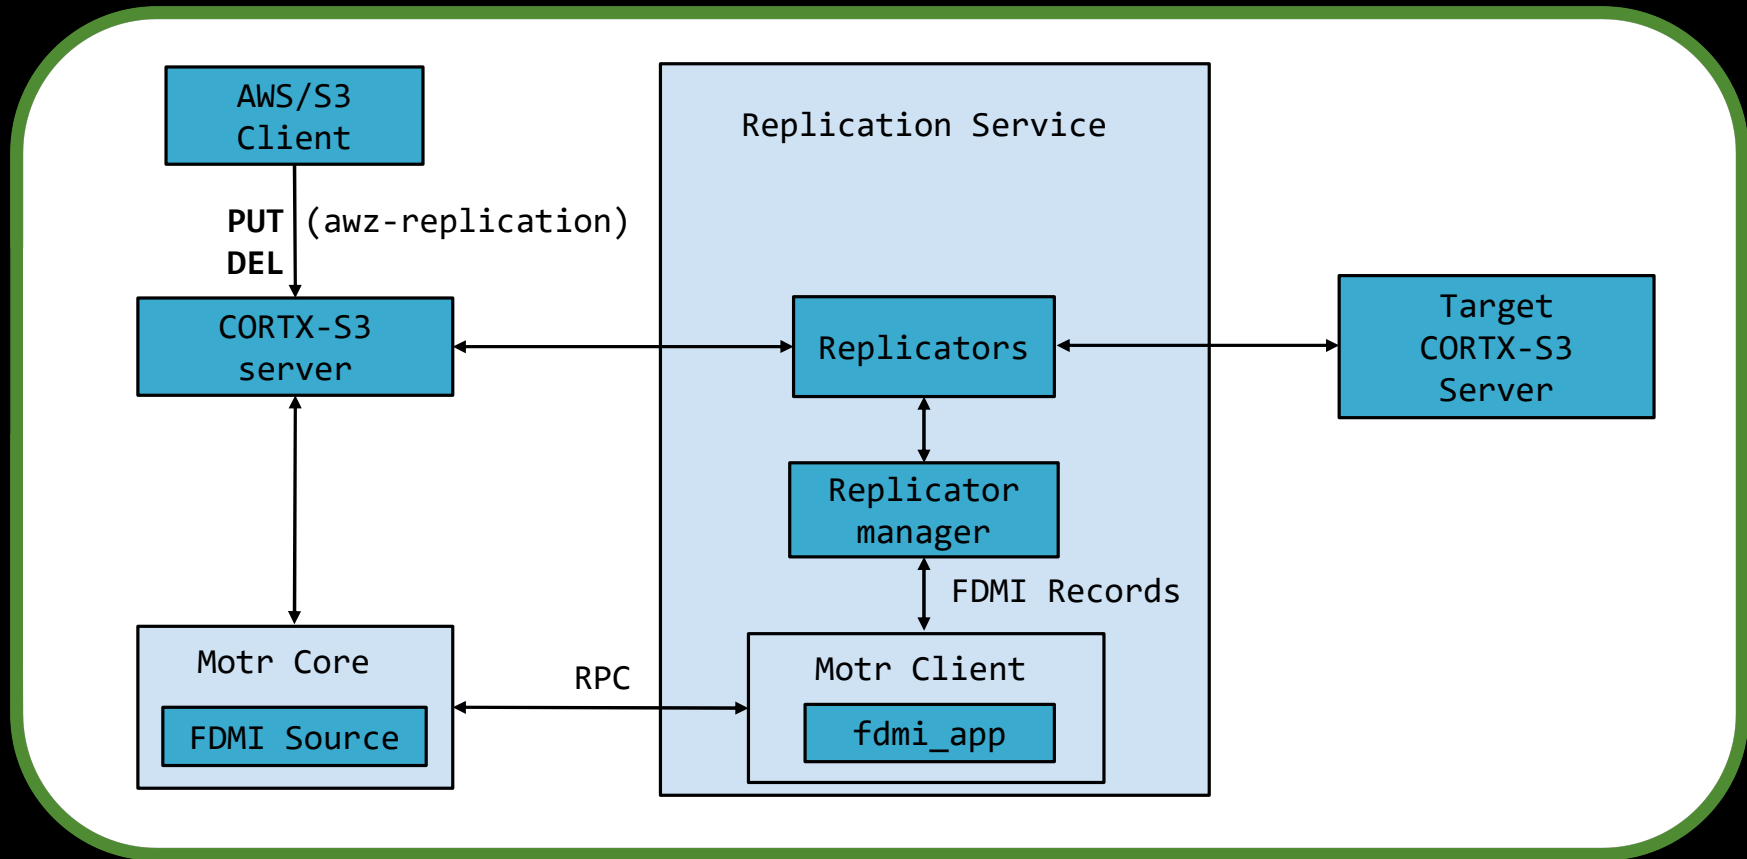 AWS/S3
Client
Replication Service
PUT (awz-replication)
DEL
CORTX-S3
server
Replicators
Target
CORTX-S3
Server
Replicator
manager
FDMI Records
Motr Core
FDMI Source
RPC
Motr Client
fdmi_app